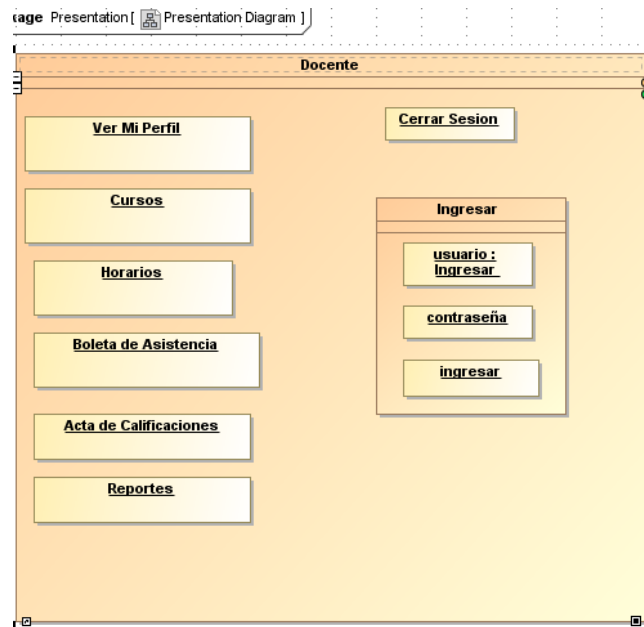 Presentation [ Presentation Diagram ]
Docente
Ver Mi Perfil
Cursos
Horarios
Boleta de Asistencia
Acta de Calificaciones
Reportes
Cerrar Sesion
Ingresar
usuario :
Ingresar
contraseña
ingresar